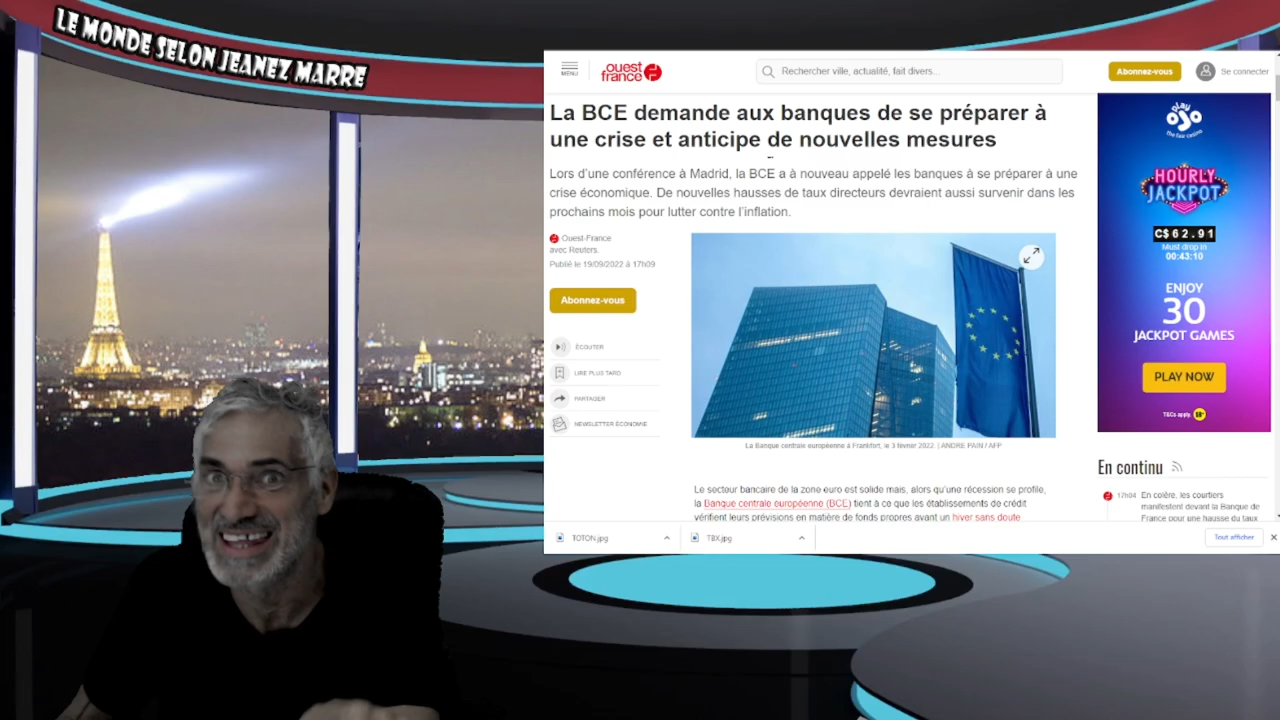 LE MONDE SELON JEANEZ MARRE
MENU
ouest
france
Rechercher ville, actualité, fait divers...
Abonnez-vous
Se connecter
La BCE demande aux banques de se préparer à
une crise et anticipe de nouvelles mesures
Lors d'une conférence à Madrid, la BCE a à nouveau appelé les banques à se préparer à une
crise économique. De nouvelles hausses de taux directeurs devraient aussi survenir dans les
prochains mois pour lutter contre l'inflation.
Ouest-France
avec Reuters.
Publié le 19/09/2022 à 17h09
Abonnez-vous
ÉCOUTER
LIRE PLUS TARD
PARTAGER
NEWSLETTER ÉCONOMIE
La Banque centrale européenne à Francfort, le 3 février 2022. | ANDRE PAIN / AFP
Le secteur bancaire de la zone euro est solide mais, alors qu'une récession se profile,
la Banque centrale européenne (BCE) tient à ce que les établissements de crédit
vérifient leurs prévisions en matière de fonds propres avant un hiver sans doute
play
OJO
the fair casino
HOURLY
JACKPOT
C$62.91
Must drop in
00:43:10
ENJOY
30
JACKPOT GAMES
PLAY NOW
T&Cs apply. 18+
En continu
17h04 En colère, les courtiers
manifestent devant la Banque de
France pour une hausse du taux
TOTON.jpg
TBX.jpg
Tout afficher